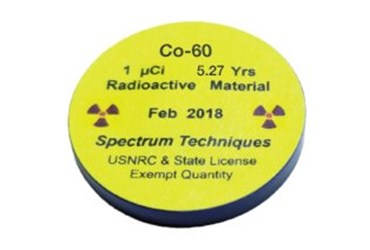 Co-60
1 µCi 5.27 Yrs
Radioactive Material
Feb 2018
Spectrum Techniques
USNRC & State License
Exempt Quantity